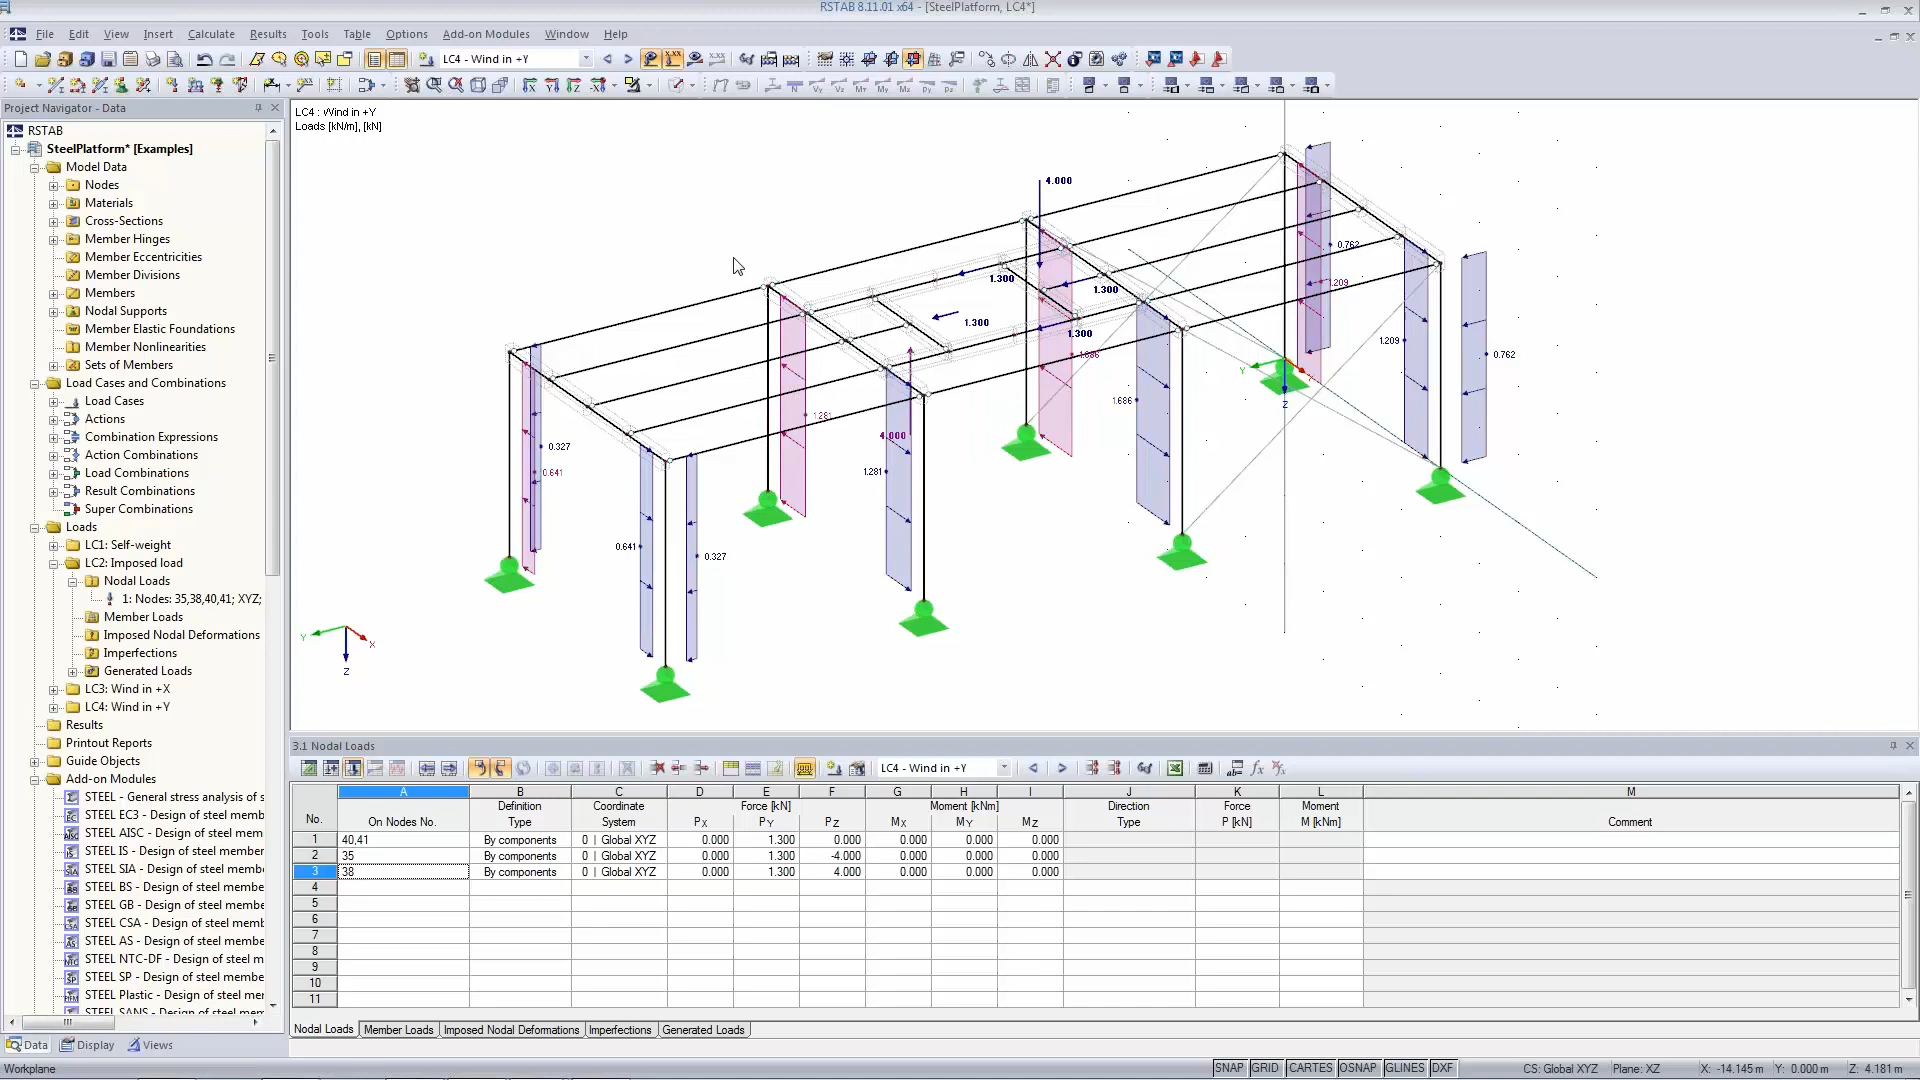 RSTAB 8.11.01 x64 - [SteelPlatform, LC4*]
File Edit View Insert Calculate Results Tools Table Options Add-on Modules Window Help
LC4 - Wind in +Y
Project Navigator - Data
RSTAB
SteelPlatform* [Examples]
Model Data
Nodes
Materials
Cross-Sections
Member Hinges
Member Eccentricities
Member Divisions
Members
Nodal Supports
Member Elastic Foundations
Member Nonlinearities
Sets of Members
Load Cases and Combinations
Load Cases
Actions
Combination Expressions
Action Combinations
Load Combinations
Result Combinations
Super Combinations
Loads
LC1: Self-weight
LC2: Imposed load
Nodal Loads
1: Nodes: 35,38,40,41; XYZ;
Member Loads
Imposed Nodal Deformations
Imperfections
Generated Loads
LC3: Wind in +X
LC4: Wind in +Y
Results
Printout Reports
Guide Objects
Add-on Modules
STEEL - General stress analysis of s
STEEL EC3 - Design of steel membe
STEEL AISC - Design of steel memb
STEEL IS - Design of steel member
STEEL SIA - Design of steel membe
STEEL BS - Design of steel membe
STEEL GB - Design of steel membe
STEEL CSA - Design of steel memb
STEEL AS - Design of steel membe
STEEL NTC-DF - Design of steel me
STEEL SP - Design of steel membe
STEEL Plastic - Design of steel mer
STEEL SANS - Design of steel mem
Data Display Views
LC4 : Wind in +Y
Loads [kN/m], [kN]
4.000
0.762
1.300
1.209
1.300
1.300
1.300
1.209
0.762
1.686
1.686
1.281
4.000
0.327
0.641
1.281
0.641
0.327
Y
X
Z
Y
X
Z
3.1 Nodal Loads
LC4 - Wind in +Y
A B C D E F G H I J K L M
No. On Nodes No. Definition Type Coordinate System Force [kN] PX PY PZ Moment [kNm] MX MY MZ Direction Type Force P [kN] Moment M [kNm] Comment
1 40,41 By components 0 | Global XYZ 0.000 1.300 0.000 0.000 0.000 0.000
2 35 By components 0 | Global XYZ 0.000 1.300 -4.000 0.000 0.000 0.000
3 38 By components 0 | Global XYZ 0.000 1.300 4.000 0.000 0.000 0.000
4
5
6
7
8
9
10
11
Nodal Loads Member Loads Imposed Nodal Deformations Imperfections Generated Loads
Workplane SNAP GRID CARTES OSNAP GLINES DXF CS: Global XYZ Plane: XZ X: -14.145 m Y: 0.000 m Z: 4.181 m